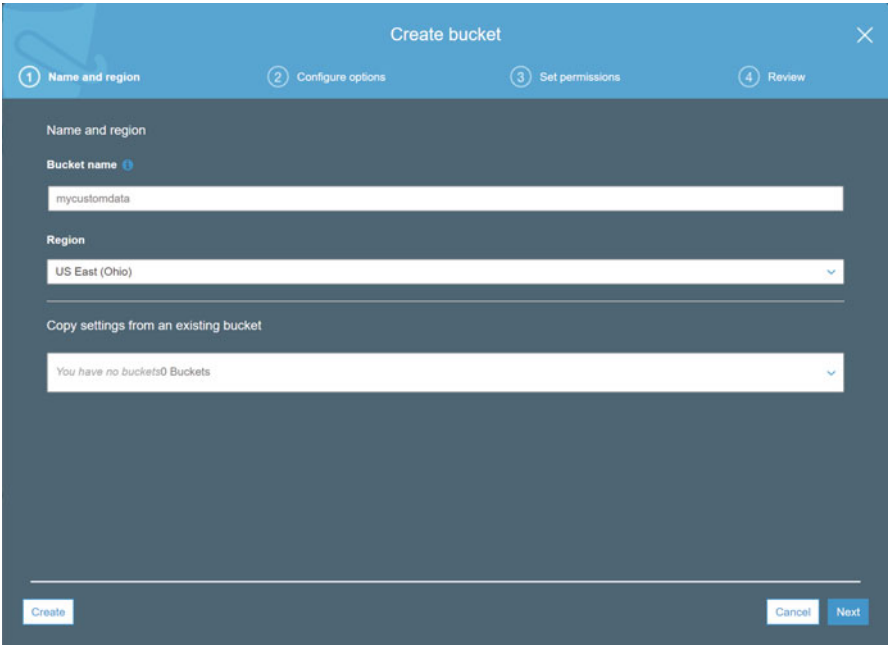 Create bucket
1 Name and region 2 Configure options 3 Set permissions 4 Review
Name and region
Bucket name
mycustomdata
Region
US East (Ohio)
Copy settings from an existing bucket
You have no buckets0 Buckets
Create Cancel Next